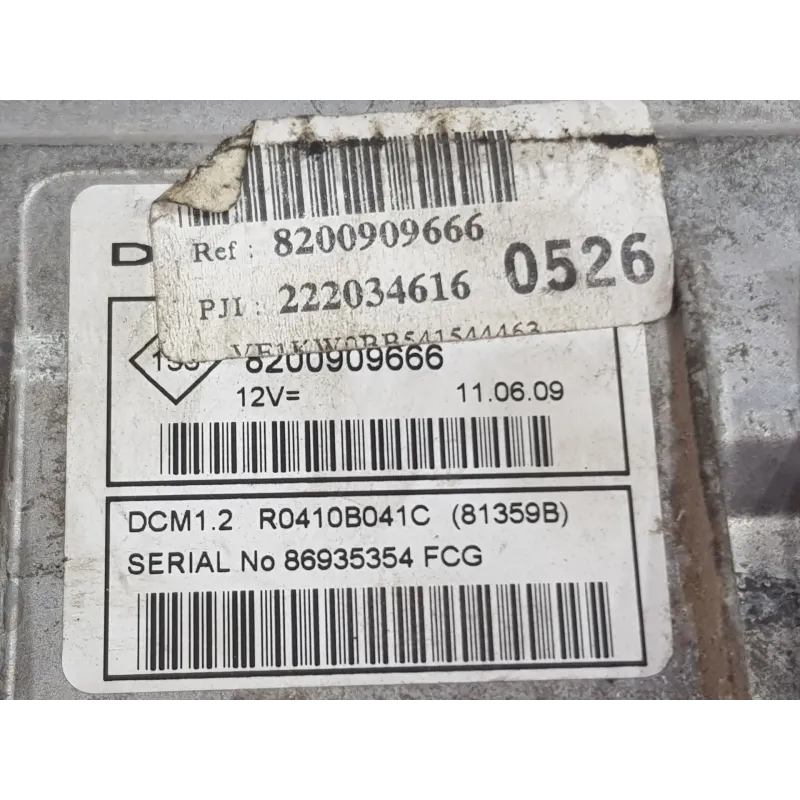 Ref : 8200909666
PJI : 222034616 0526
8200909666
12V= 11.06.09
DCM1.2 R0410B041C (81359B)
SERIAL No 86935354 FCG